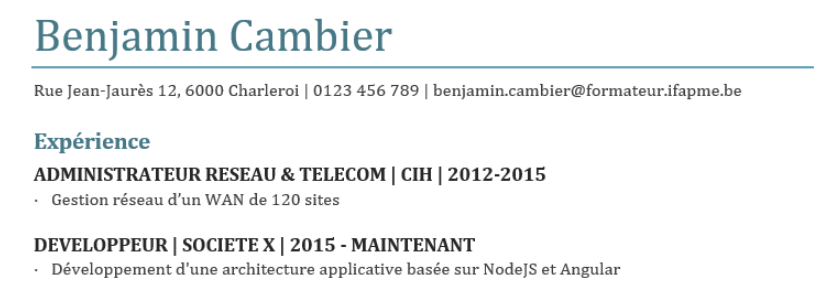 Benjamin Cambier
Rue Jean-Jaurès 12, 6000 Charleroi | 0123 456 789 | benjamin.cambier@formateur.ifapme.be
Expérience
ADMINISTRATEUR RESEAU & TELECOM | CIH | 2012-2015
· Gestion réseau d'un WAN de 120 sites
DEVELOPPEUR | SOCIETE X | 2015 - MAINTENANT
· Développement d'une architecture applicative basée sur NodeJS et Angular